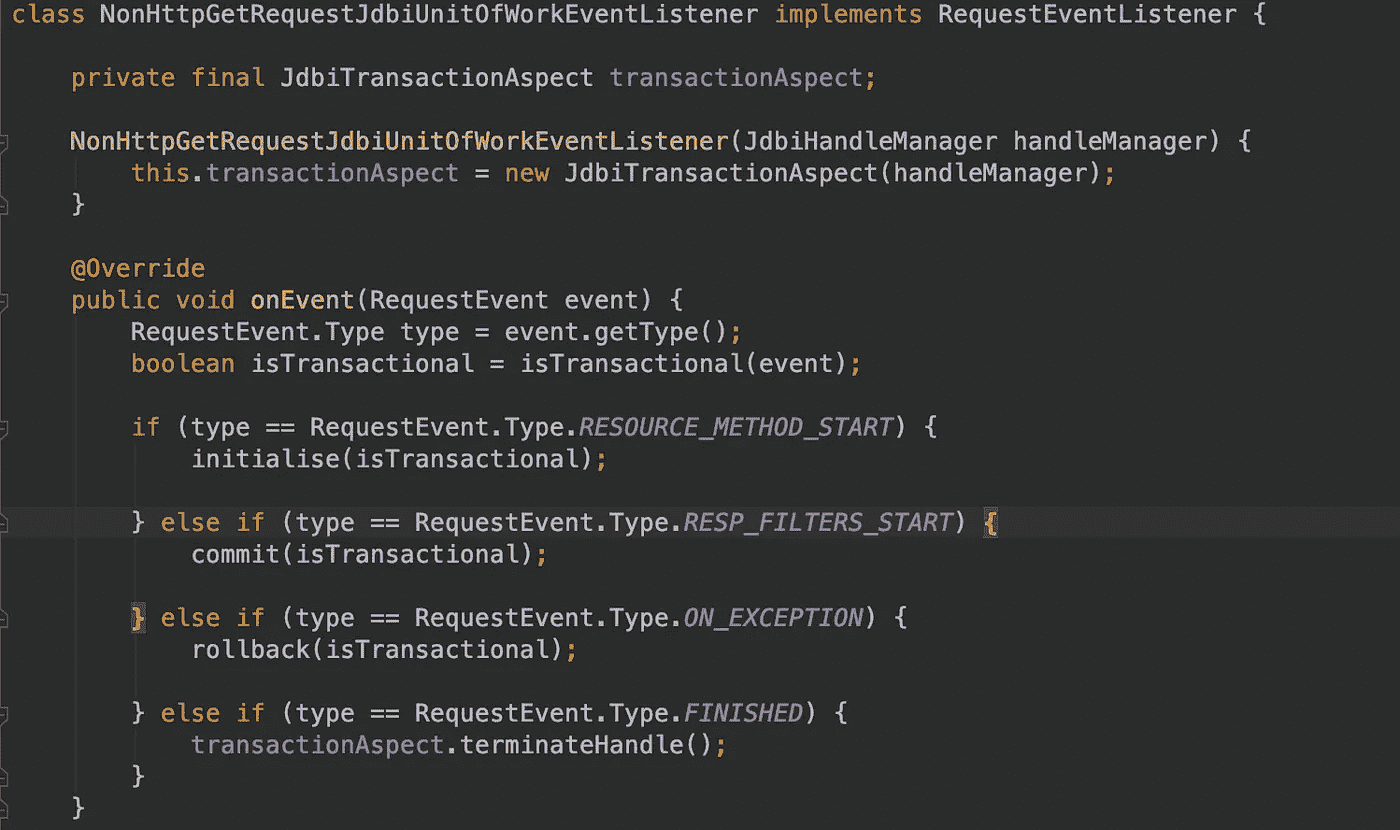 class NonHttpGetRequestJdbiUnitOfWorkEventListener implements RequestEventListener {
private final JdbiTransactionAspect transactionAspect;
NonHttpGetRequestJdbiUnitOfWorkEventListener(JdbiHandleManager handleManager) {
this.transactionAspect = new JdbiTransactionAspect(handleManager);
}
@Override
public void onEvent(RequestEvent event) {
RequestEvent.Type type = event.getType();
boolean isTransactional = isTransactional(event);
if (type == RequestEvent.Type.RESOURCE_METHOD_START) {
initialise(isTransactional);
} else if (type == RequestEvent.Type.RESP_FILTERS_START) {
commit(isTransactional);
} else if (type == RequestEvent.Type.ON_EXCEPTION) {
rollback(isTransactional);
} else if (type == RequestEvent.Type.FINISHED) {
transactionAspect.terminateHandle();
}
}